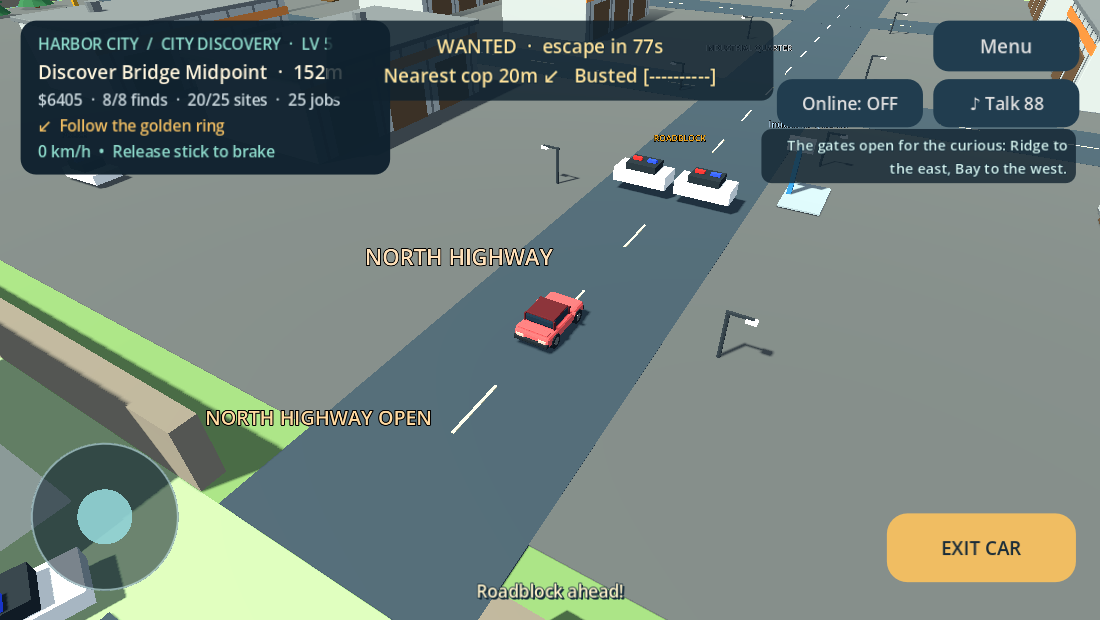 HARBOR CITY / CITY DISCOVERY · LV 5
Discover Bridge Midpoint · 152m
$6405 · 8/8 finds · 20/25 sites · 25 jobs
↙ Follow the golden ring
0 km/h • Release stick to brake
WANTED · escape in 77s
Nearest cop 20m ↙ Busted [----------]
Menu
Online: OFF
♪ Talk 88
The gates open for the curious: Ridge to
the east, Bay to the west.
ROADBLOCK
NORTH HIGHWAY
NORTH HIGHWAY OPEN
EXIT CAR
Roadblock ahead!